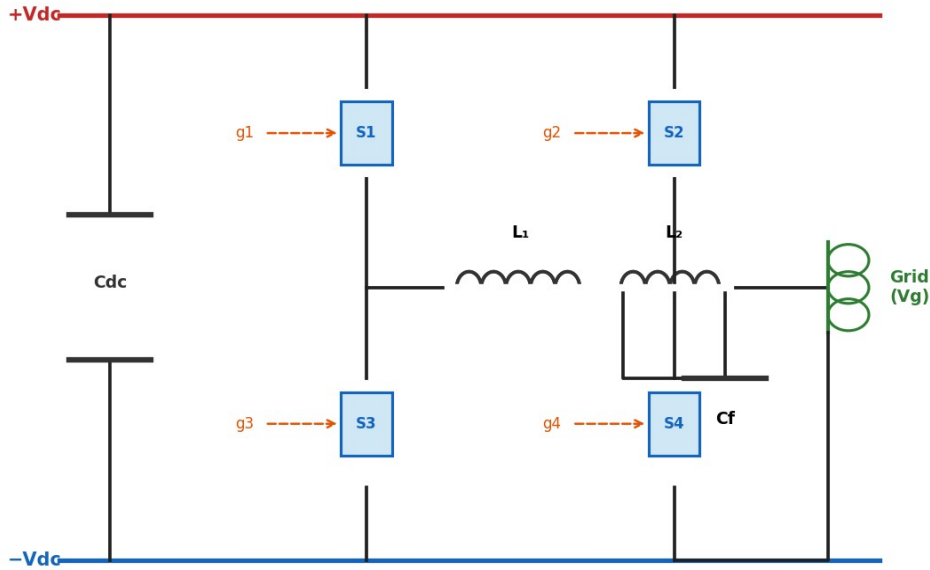 +Vdc
g1
S1
g2
S2
L₁
L₂
Cdc
Grid
(Vg)
g3
S3
g4
S4
Cf
−Vdc